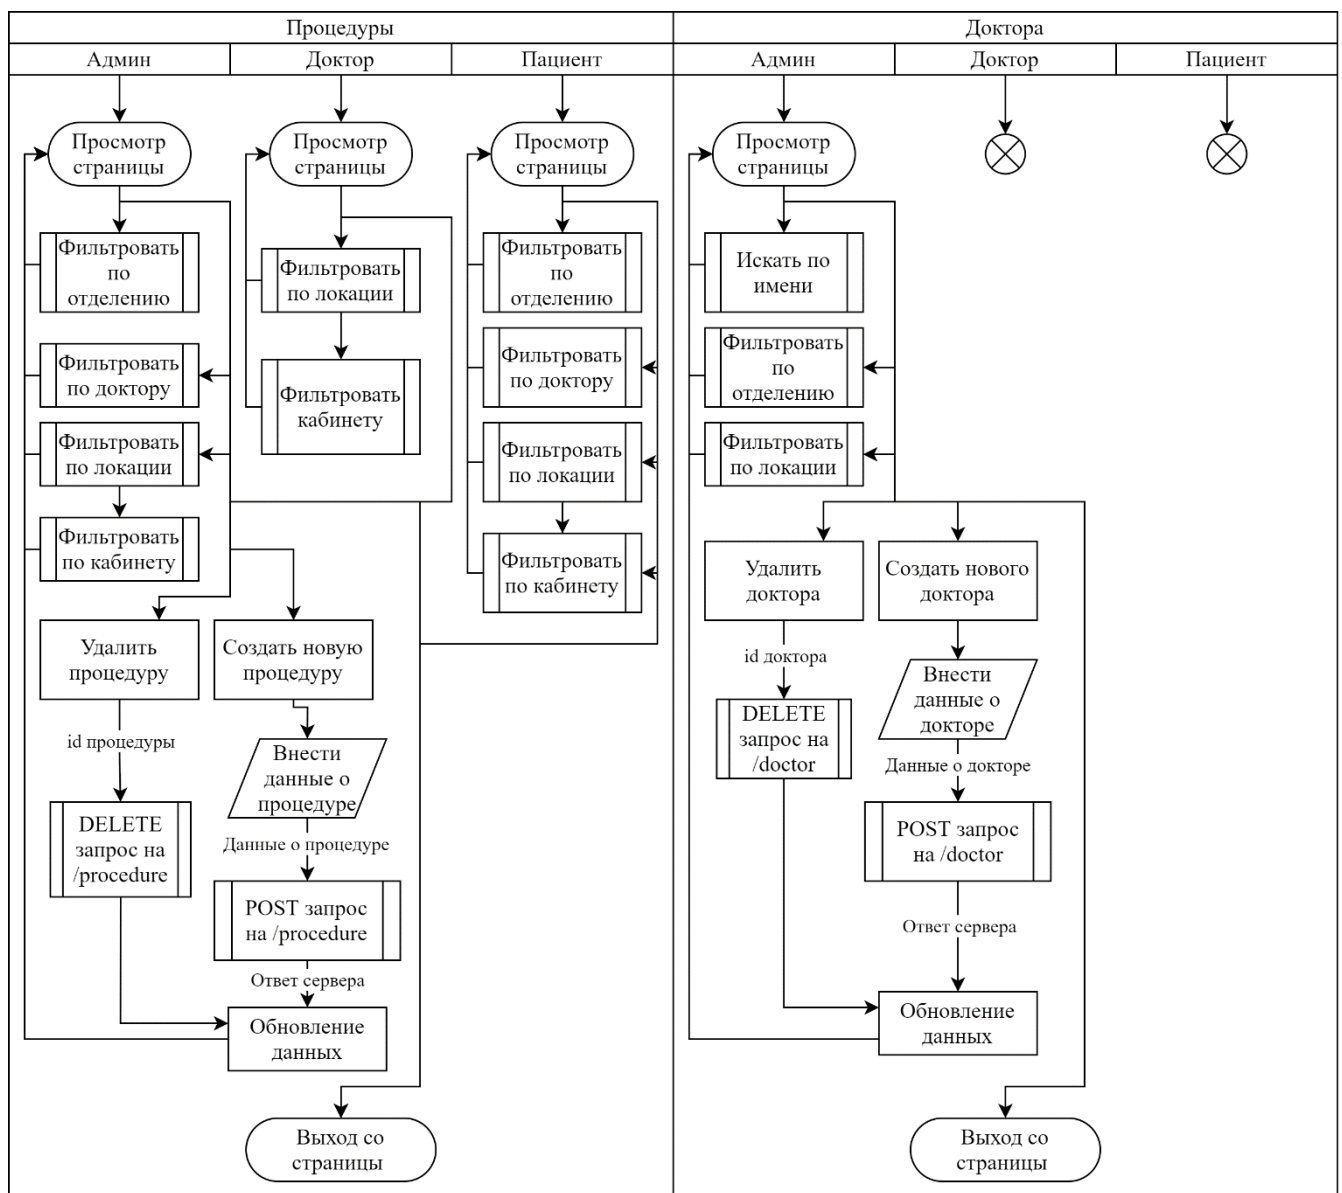 Процедуры
Админ
Доктор
Пациент
Просмотр
страницы
Просмотр
страницы
Просмотр
страницы
Фильтровать
по
отделению
Фильтровать
по локации
Фильтровать
по
отделению
Фильтровать
по доктору
Фильтровать
кабинету
Фильтровать
по доктору
Фильтровать
по локации
Фильтровать
по локации
Фильтровать
по кабинету
Фильтровать
по кабинету
Удалить
процедуру
Создать новую
процедуру
id процедуры
Внести
данные о
процедуре
DELETE
запрос на
/procedure
Данные о процедуре
POST запрос
на /procedure
Ответ сервера
Обновление
данных
Выход со
страницы
Доктора
Админ
Доктор
Пациент
Просмотр
страницы
Искать по
имени
Фильтровать
по
отделению
Фильтровать
по локации
Удалить
доктора
Создать нового
доктора
id доктора
Внести
данные о
докторе
DELETE
запрос на
/doctor
Данные о докторе
POST запрос
на /doctor
Ответ сервера
Обновление
данных
Выход со
страницы